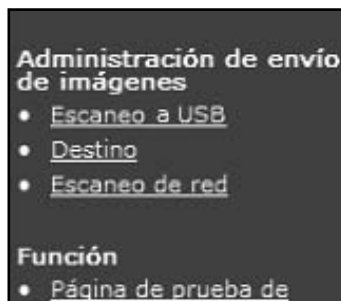 Administración de envío
de imágenes
• Escaneo a USB
• Destino
• Escaneo de red
Función
• Página de prueba de